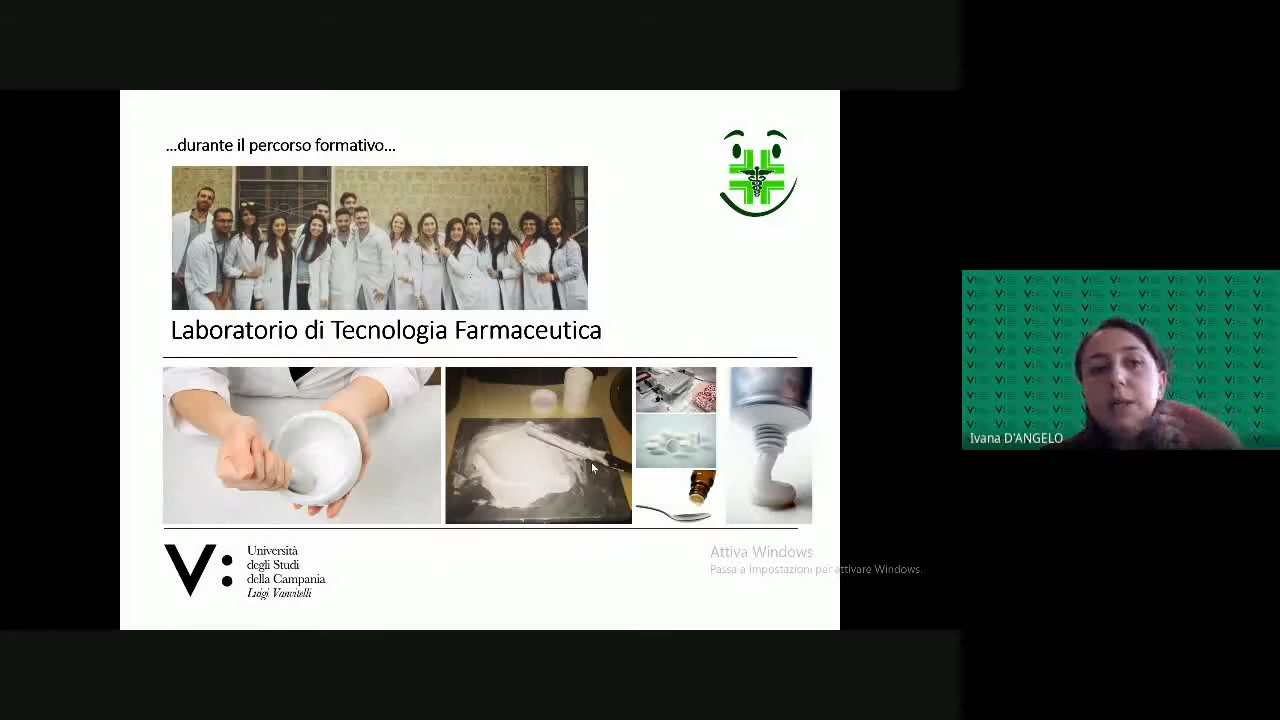 ...durante il percorso formativo...
Laboratorio di Tecnologia Farmaceutica
V:
Università
degli Studi
della Campania
Luigi Vanvitelli
Attiva Windows
Passa a impostazioni per attivare Windows.
Ivana D'ANGELO